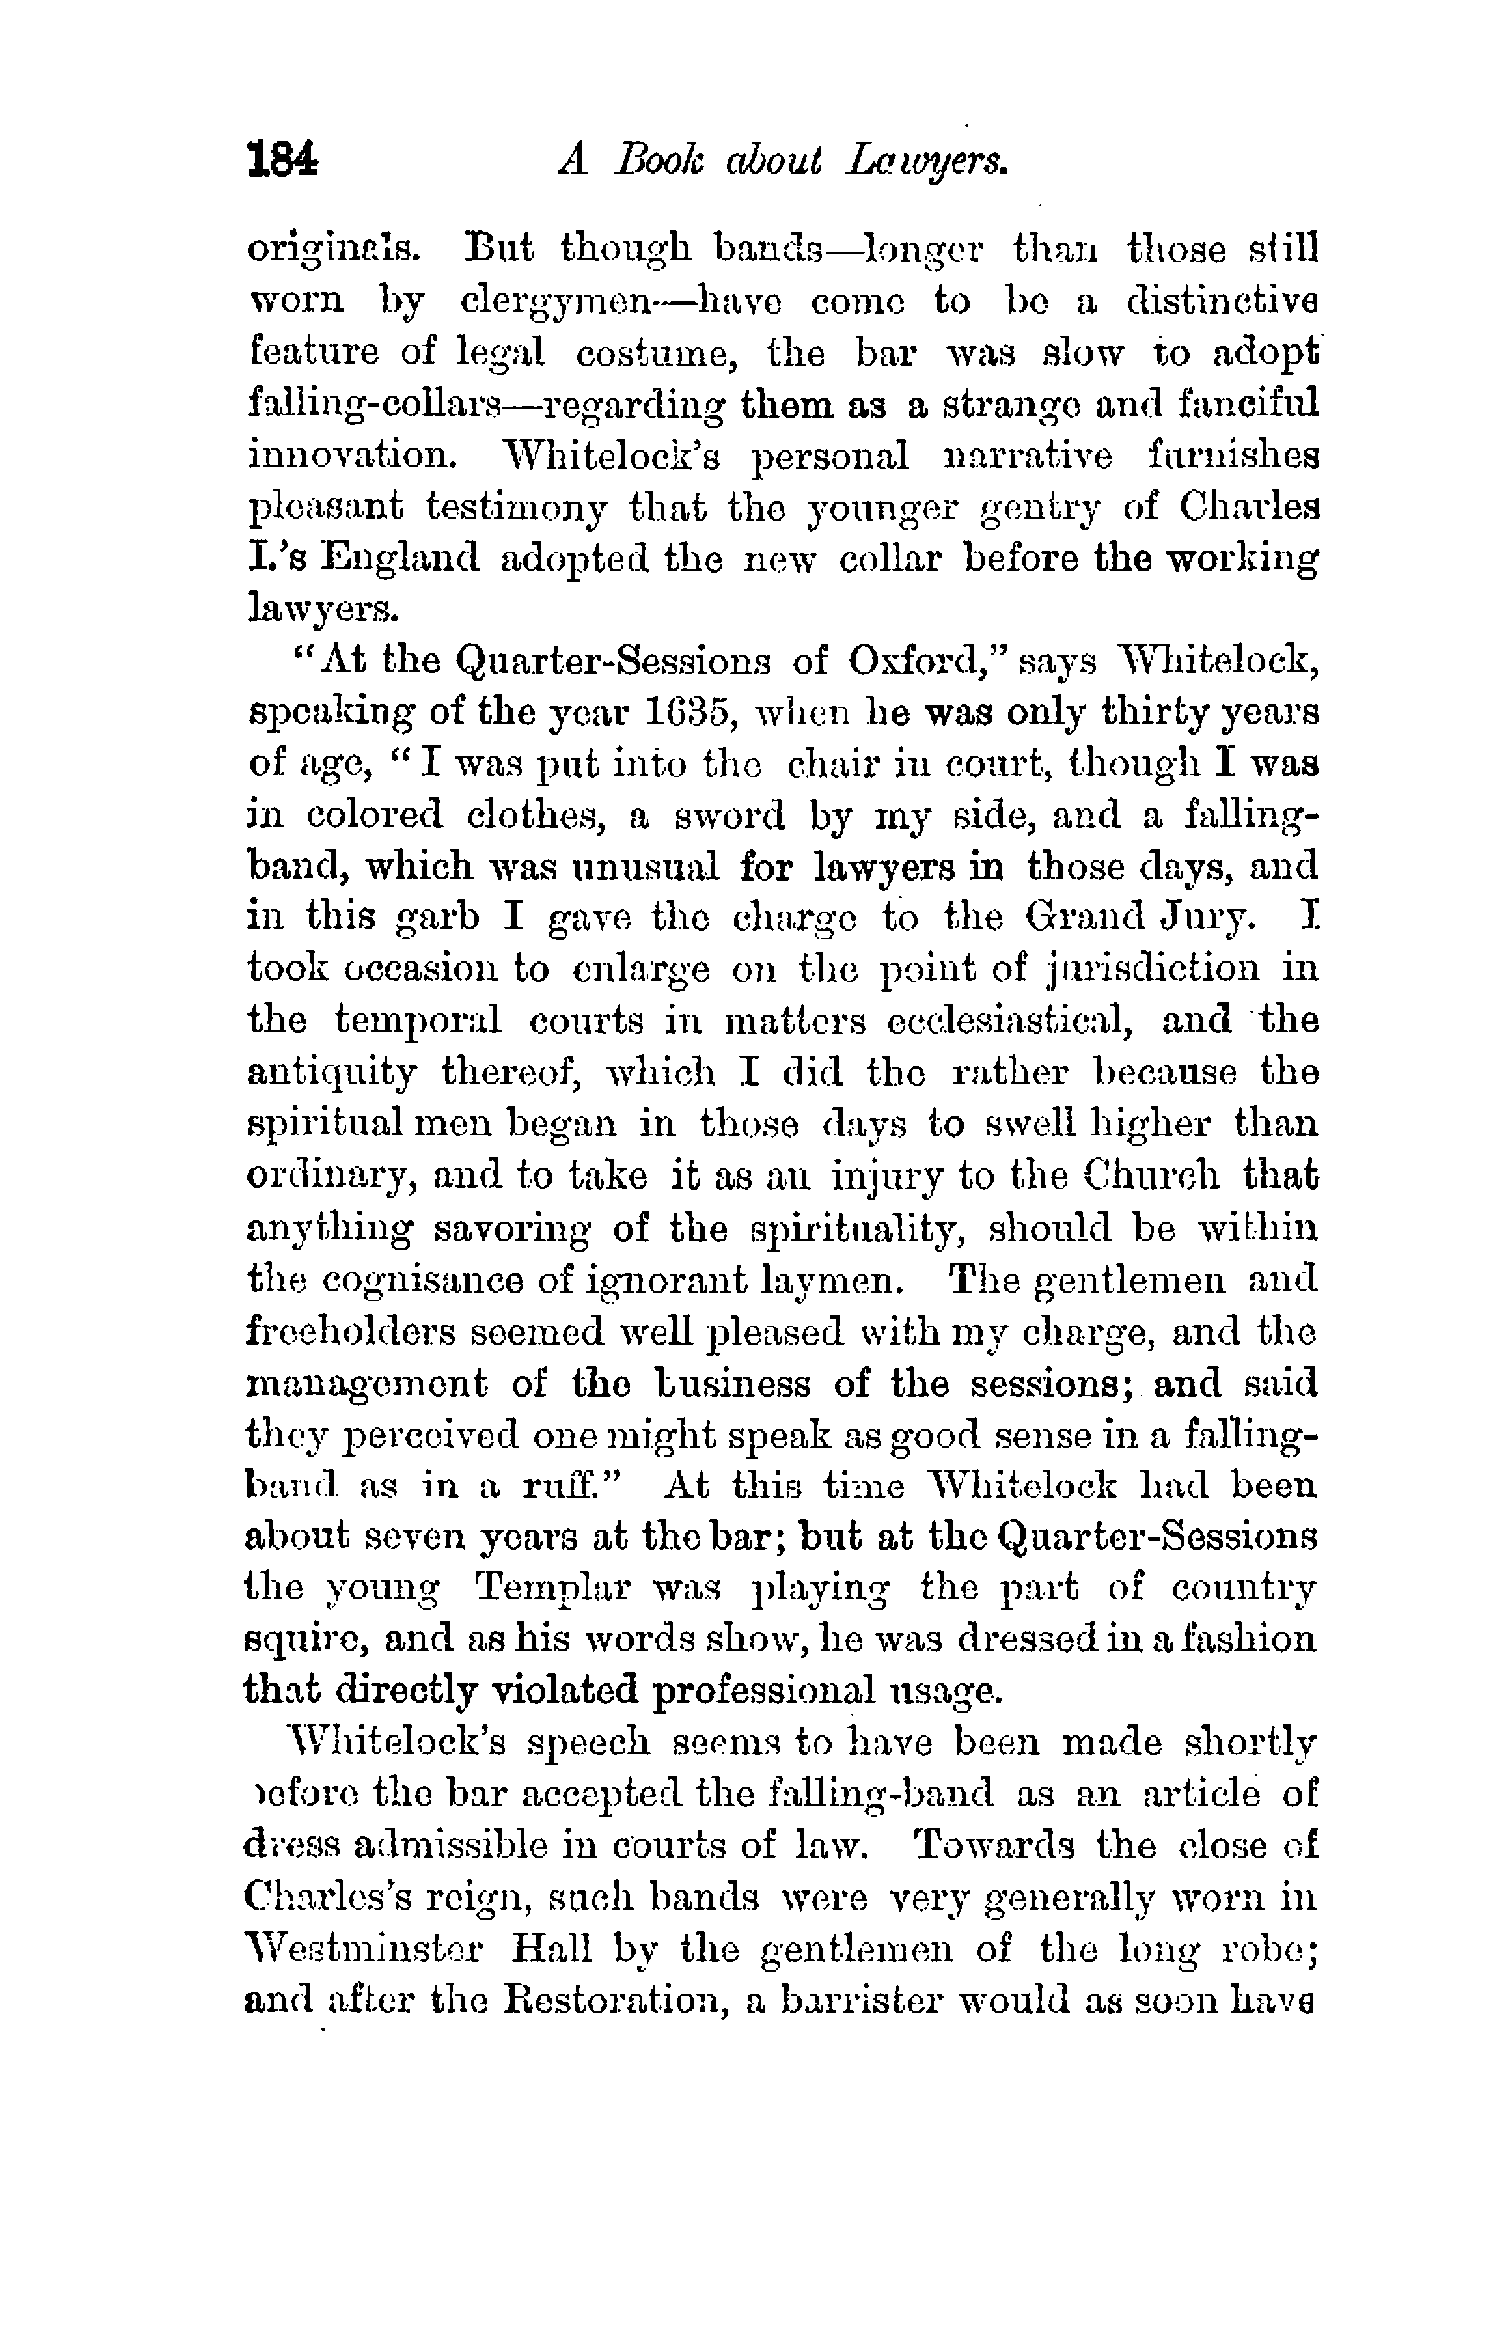 184 A Book about Lawyers.
originals. But though bands—longer than those still
worn by clergymen—have come to be a distinctive
feature of legal costume, the bar was slow to adopt
falling-collars—regarding them as a strange and fanciful
innovation. Whitelock's personal narrative furnishes
pleasant testimony that the younger gentry of Charles
I.'s England adopted the new collar before the working
lawyers.
"At the Quarter-Sessions of Oxford," says Whitelock,
speaking of the year 1635, when he was only thirty years
of age, "I was put into the chair in court, though I was
in colored clothes, a sword by my side, and a falling-
band, which was unusual for lawyers in those days, and
in this garb I gave the charge to the Grand Jury. I
took occasion to enlarge on the point of jurisdiction in
the temporal courts in matters ecclesiastical, and the
antiquity thereof, which I did the rather because the
spiritual men began in those days to swell higher than
ordinary, and to take it as an injury to the Church that
anything savoring of the spirituality, should be within
the cognisance of ignorant laymen. The gentlemen and
freeholders seemed well pleased with my charge, and the
management of the business of the sessions; and said
they perceived one might speak as good sense in a falling-
band as in a ruff." At this time Whitelock had been
about seven years at the bar; but at the Quarter-Sessions
the young Templar was playing the part of country
squire, and as his words show, he was dressed in a fashion
that directly violated professional usage.
Whitelock's speech seems to have been made shortly
before the bar accepted the falling-band as an article of
dress admissible in courts of law. Towards the close of
Charles's reign, such bands were very generally worn in
Westminster Hall by the gentlemen of the long robe;
and after the Restoration, a barrister would as soon have